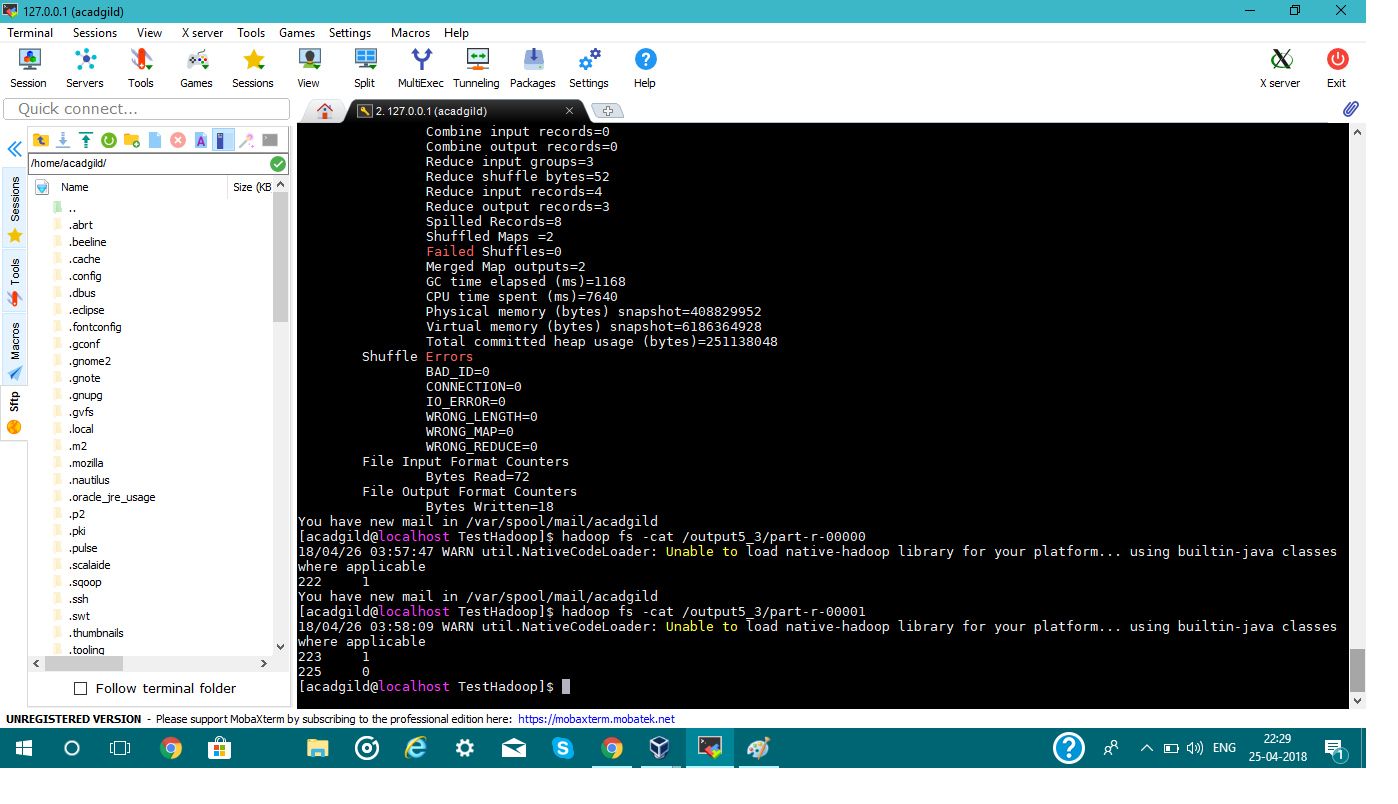 127.0.0.1 (acadgild)
Terminal Sessions View X server Tools Games Settings Macros Help
Session Servers Tools Games Sessions View Split MultiExec Tunneling Packages Settings Help X server Exit
Quick connect...
2. 127.0.0.1 (acadgild)
/home/acadgild/
Name Size (KB
Sessions
Tools
Macros
Sftp
..
.abrt
.beeline
.cache
.config
.dbus
.eclipse
.fontconfig
.gconf
.gnome2
.gnote
.gnupg
.gvfs
.local
.m2
.mozilla
.nautilus
.oracle_jre_usage
.p2
.pki
.pulse
.scalaide
.sqoop
.ssh
.swt
.thumbnails
.tooling
Follow terminal folder
Combine input records=0
Combine output records=0
Reduce input groups=3
Reduce shuffle bytes=52
Reduce input records=4
Reduce output records=3
Spilled Records=8
Shuffled Maps =2
Failed Shuffles=0
Merged Map outputs=2
GC time elapsed (ms)=1168
CPU time spent (ms)=7640
Physical memory (bytes) snapshot=408829952
Virtual memory (bytes) snapshot=6186364928
Total committed heap usage (bytes)=251138048
Shuffle Errors
BAD_ID=0
CONNECTION=0
IO_ERROR=0
WRONG_LENGTH=0
WRONG_MAP=0
WRONG_REDUCE=0
File Input Format Counters
Bytes Read=72
File Output Format Counters
Bytes Written=18
You have new mail in /var/spool/mail/acadgild
[acadgild@localhost TestHadoop]$ hadoop fs -cat /output5_3/part-r-00000
18/04/26 03:57:47 WARN util.NativeCodeLoader: Unable to load native-hadoop library for your platform... using builtin-java classes
where applicable
222 1
You have new mail in /var/spool/mail/acadgild
[acadgild@localhost TestHadoop]$ hadoop fs -cat /output5_3/part-r-00001
18/04/26 03:58:09 WARN util.NativeCodeLoader: Unable to load native-hadoop library for your platform... using builtin-java classes
where applicable
223 1
225 0
[acadgild@localhost TestHadoop]$
UNREGISTERED VERSION - Please support MobaXterm by subscribing to the professional edition here: https://mobaxterm.mobatek.net
ENG
22:29
25-04-2018
1